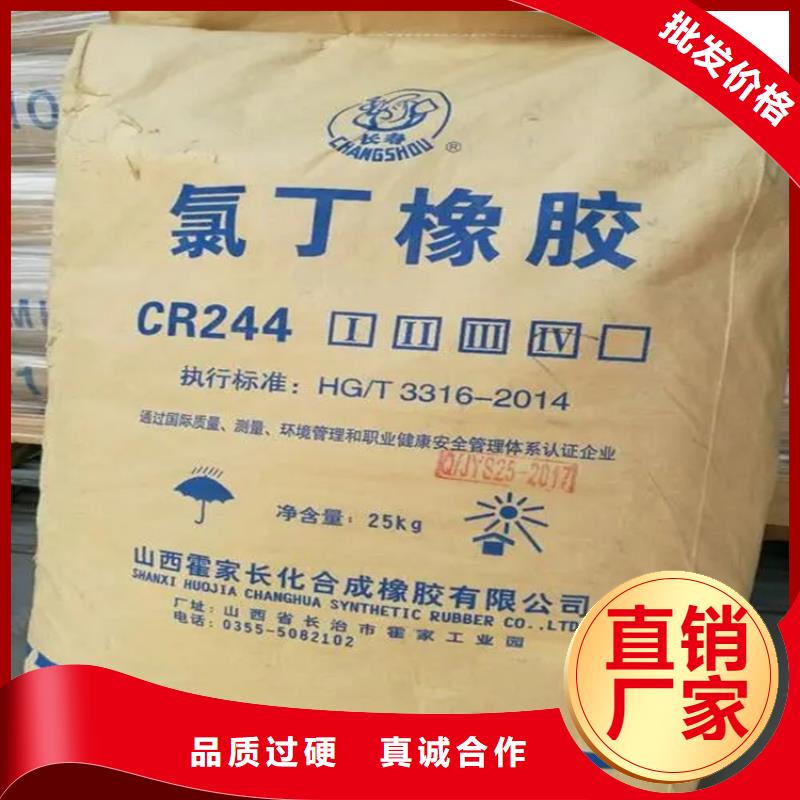 批发价格
长春
CHANGSHOU ®
氯丁橡胶
CR244 I II III IV
执行标准：HG/T 3316-2014
通过国际质量、测量、环境管理和职业健康安全管理体系认证企业
Q/JYS25-2017
净含量：25kg
山西霍家长化合成橡胶有限公司
SHANXI HUOJIA CHANGHUA SYNTHETIC RUBBER CO.,LTD
厂址：山西省长治市霍家工业园
电话：0355-5082102
直销
厂家
品质过硬 真诚合作